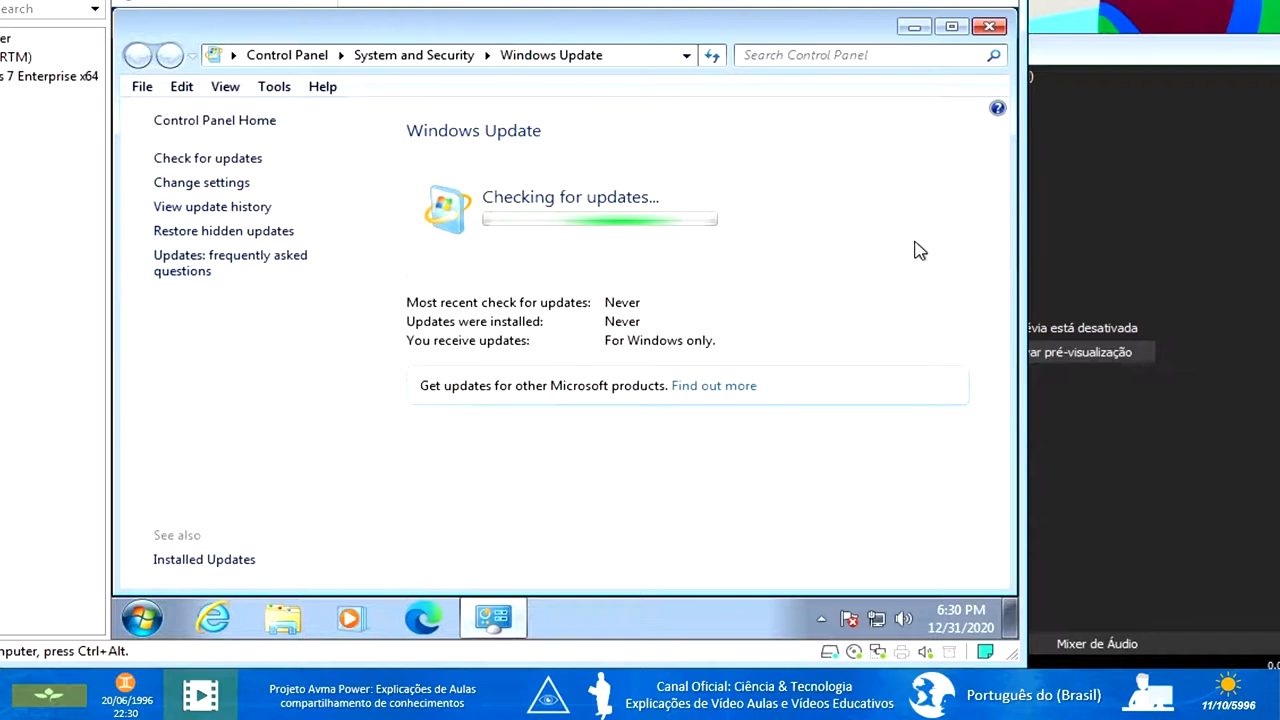 earch
er
RTM)
s 7 Enterprise x64
Control Panel
System and Security
Windows Update
Search Control Panel
File
Edit
View
Tools
Help
Control Panel Home
Check for updates
Change settings
View update history
Restore hidden updates
Updates: frequently asked
questions
See also
Installed Updates
Windows Update
Checking for updates...
Most recent check for updates: Never
Updates were installed: Never
You receive updates: For Windows only.
Get updates for other Microsoft products. Find out more
6:30 PM
12/31/2020
mputer, press Ctrl+Alt.
)
évia está desativada
var pré-visualização
Mixer de Áudio
0.0
20/06/1996
22:30
Projeto Avma Power: Explicações de Aulas
compartilhamento de conhecimentos
Canal Oficial: Ciência & Tecnologia
Explicações de Vídeo Aulas e Vídeos Educativos
Português do (Brasil)
11/10/5996